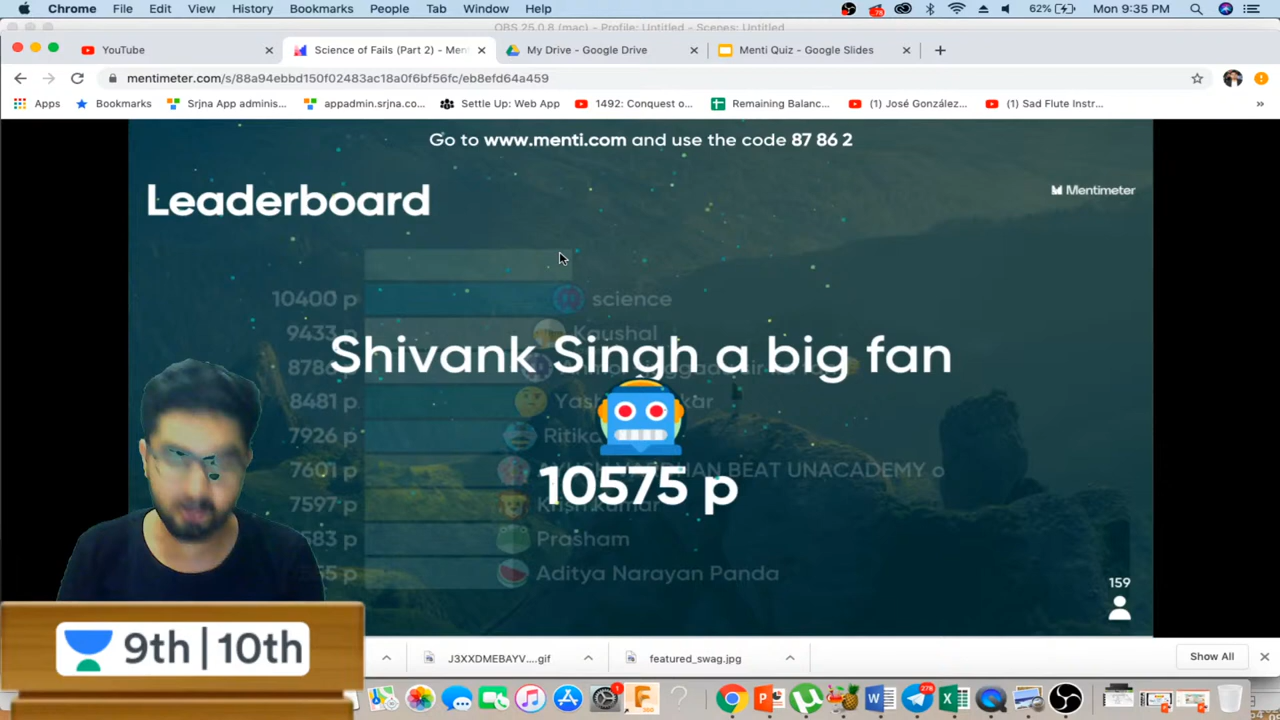 Chrome File Edit View History Bookmarks People Tab Window Help 78 62% Mon 9:35 PM
OBS 25.0.8 (mac) - Profile: Untitled - Scenes: Untitled
YouTube Science of Fails (Part 2) - Men My Drive - Google Drive Menti Quiz - Google Slides
mentimeter.com/s/88a94ebbd150f02483ac18a0f6bf56fc/eb8efd64a459
Apps Bookmarks Srjna App adminis... appadmin.srjna.co... Settle Up: Web App 1492: Conquest o... Remaining Balanc... (1) José González... (1) Sad Flute Instr...
Go to www.menti.com and use the code 87 86 2
Leaderboard
Mentimeter
10400 p science
9433 p Kaushal
Shivank Singh a big fan
8481 p
7926 p Ritika
7601 BEAT UNACADEMY o
10575 p
7597 p
Prasham
Aditya Narayan Panda
159
9th | 10th
J3XXDMEBAYV....gif featured_swag.jpg Show All
278